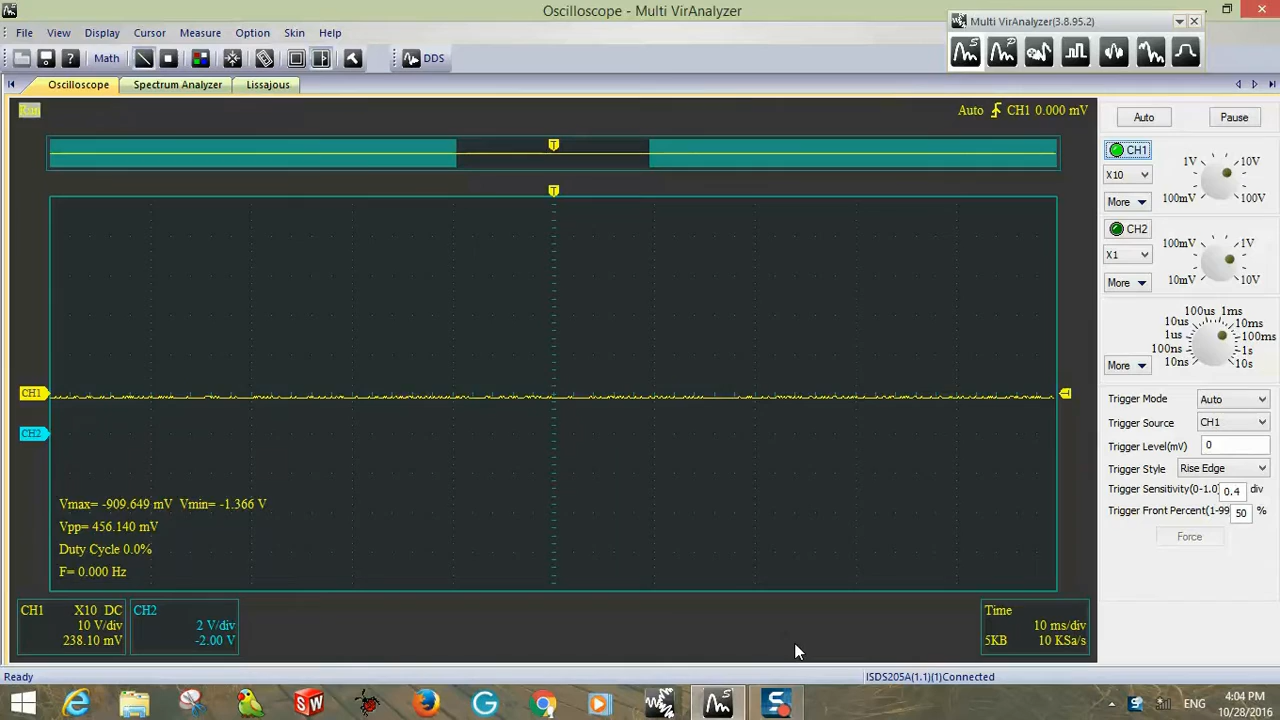 Oscilloscope - Multi VirAnalyzer
Multi VirAnalyzer(3.8.95.2)
File View Display Cursor Measure Option Skin Help
Math DDS
Oscilloscope Spectrum Analyzer Lissajous
Run
Auto CH1 0.000 mV
T
T
CH1
CH2
Vmax= -909.649 mV Vmin= -1.366 V
Vpp= 456.140 mV
Duty Cycle 0.0%
F= 0.000 Hz
CH1 X10 DC
10 V/div
238.10 mV
CH2
2 V/div
-2.00 V
Time
10 ms/div
5KB 10 KSa/s
Auto Pause
CH1
X10
More
1V 10V
100mV 100V
CH2
X1
More
100mV 1V
10mV 10V
100us 1ms
10us 10ms
1us 100ms
100ns 1s
10ns 10s
More
Trigger Mode Auto
Trigger Source CH1
Trigger Level(mV) 0
Trigger Style Rise Edge
Trigger Sensitivity(0-1.0) 0.4 div
Trigger Front Percent(1-99 50 %
Force
Ready
ISDS205A(1.1)(1)Connected
SW
ENG
4:04 PM
10/28/2016